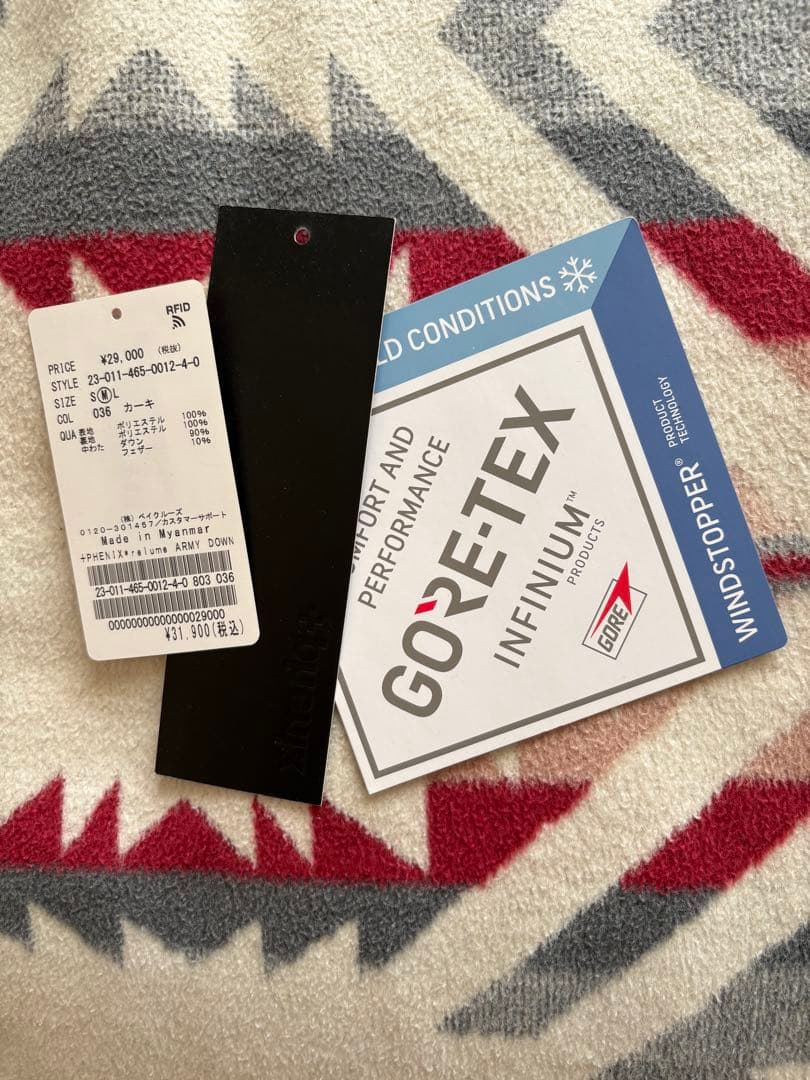 RFID
PRICE ¥29,000 (税抜)
STYLE 23-011-465-0012-4-0
SIZE S M L
COL 036 カーキ
QUA 表地 ポリエステル 100%
裏地 ポリエステル 100%
中わた ダウン 90%
フェザー 10%
(株) ベイクルーズ
0120-301457/カスタマーサポート
Made in Myanmar
+PHENIX*relume ARMY DOWN
23-011-465-0012-4-0 803 036
0000000000000029000
¥31,900(税込)
phenix
LD CONDITIONS
MFORT AND
PERFORMANCE
GORE-TEX
INFINIUM™
PRODUCTS
GORE
WINDSTOPPER® PRODUCT
TECHNOLOGY